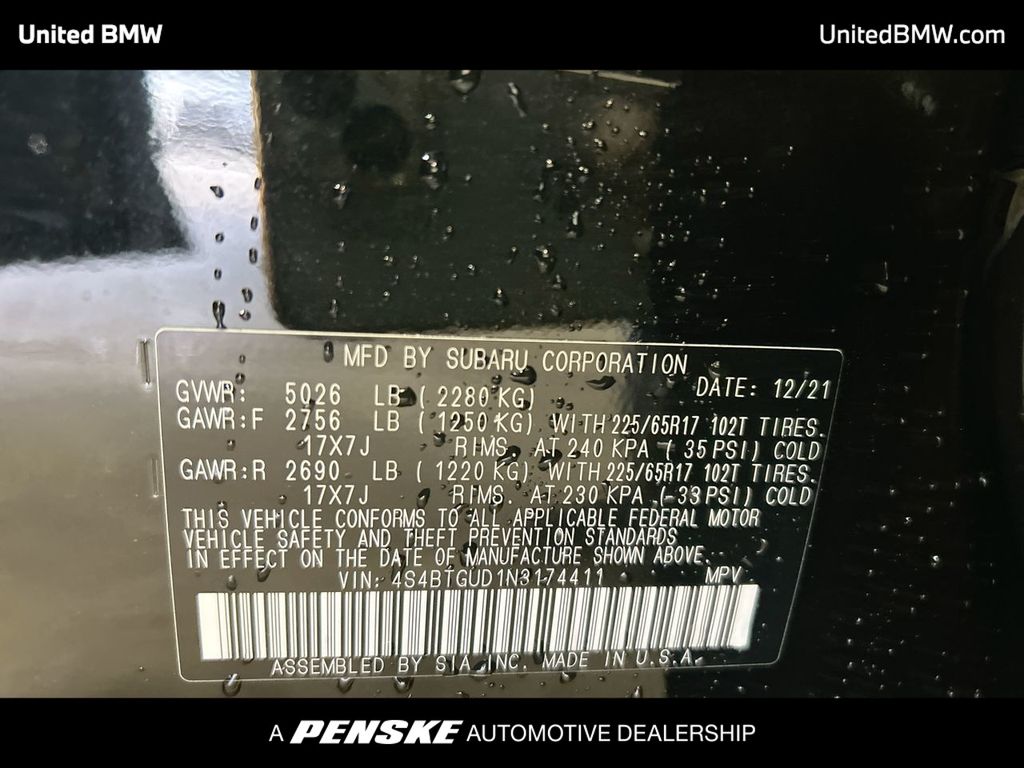 United BMW
UnitedBMW.com
MFD BY SUBARU CORPORATION
GVWR: 5026 LB ( 2280 KG) DATE: 12/21
GAWR:F 2756 LB ( 1250 KG) WITH 225/65R17 102T TIRES.
17X7J RIMS AT 240 KPA ( 35 PSI) COLD
GAWR:R 2690 LB ( 1220 KG) WITH 225/65R17 102T TIRES.
17X7J RIMS. AT 230 KPA ( 33 PSI) COLD
THIS VEHICLE CONFORMS TO ALL APPLICABLE FEDERAL MOTOR
VEHICLE SAFETY AND THEFT PREVENTION STANDARDS
IN EFFECT ON THE DATE OF MANUFACTURE SHOWN ABOVE.
VIN: 4S4BTGUD1N3174411 MPV
ASSEMBLED BY SIA, INC. MADE IN U.S.A.
A PENSKE AUTOMOTIVE DEALERSHIP